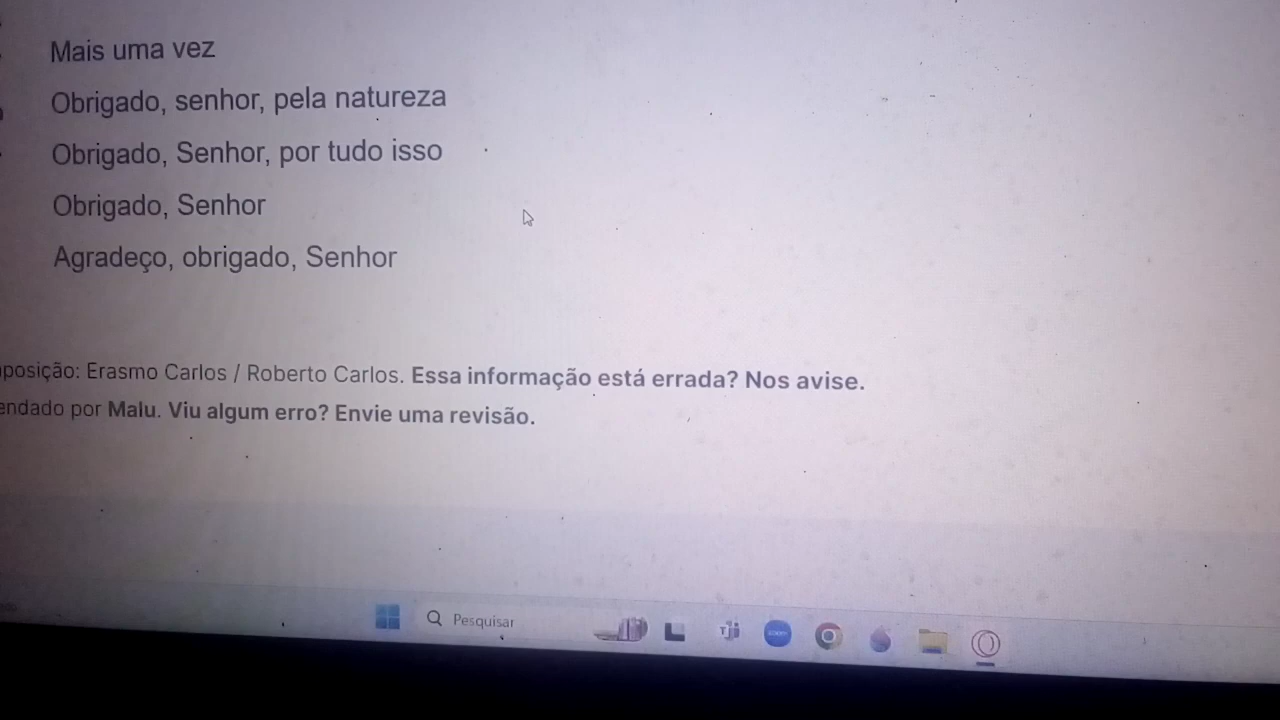 Mais uma vez
Obrigado, senhor, pela natureza
Obrigado, Senhor, por tudo isso
Obrigado, Senhor
Agradeço, obrigado, Senhor
posição: Erasmo Carlos / Roberto Carlos. Essa informação está errada? Nos avise.
endado por Malu. Viu algum erro? Envie uma revisão.
Pesquisar
zoom